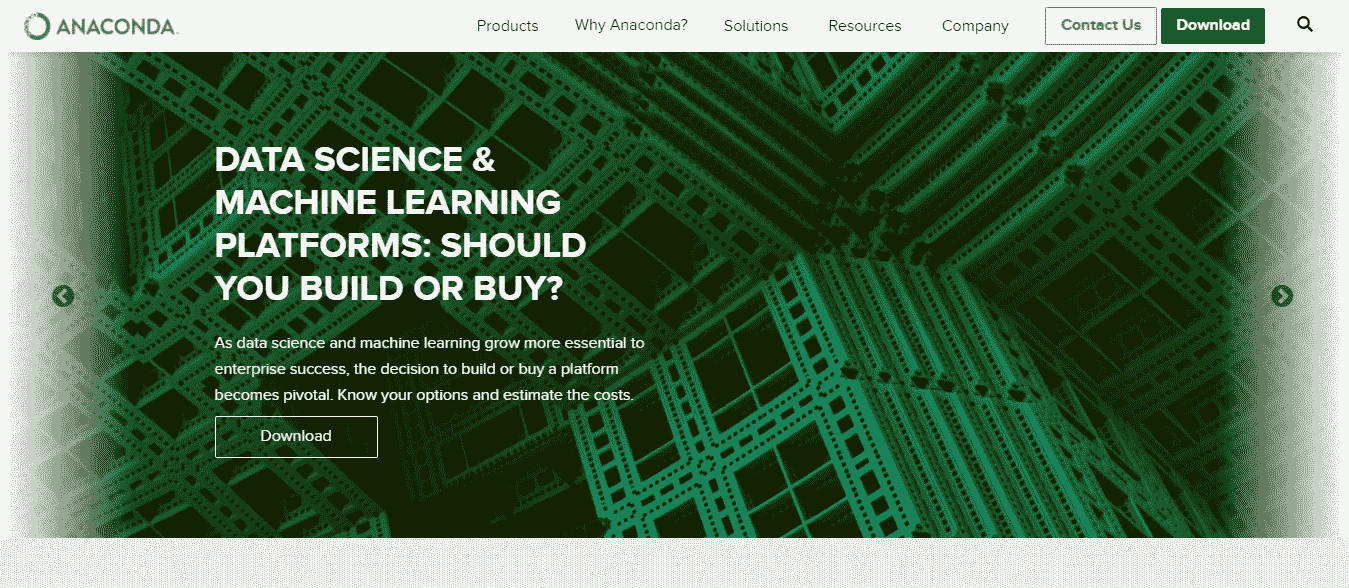 ANACONDA.
Products
Why Anaconda?
Solutions
Resources
Company
Contact Us
Download
DATA SCIENCE &
MACHINE LEARNING
PLATFORMS: SHOULD
YOU BUILD OR BUY?
As data science and machine learning grow more essential to
enterprise success, the decision to build or buy a platform
becomes pivotal. Know your options and estimate the costs.
Download